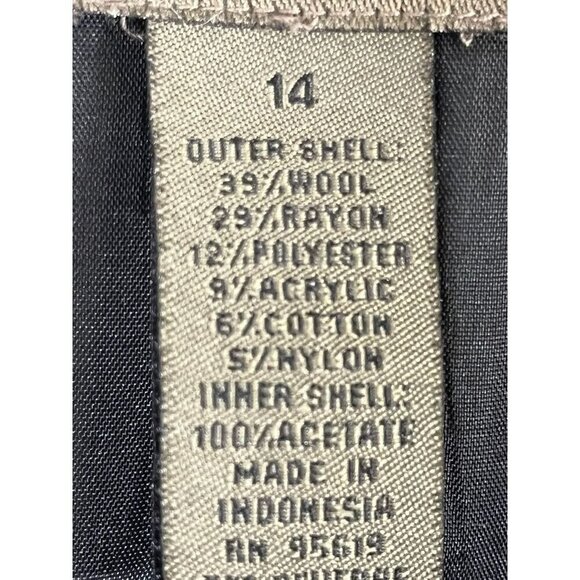 14
OUTER SHELL:
39%WOOL
29%RAYON
12%POLYESTER
9%ACRYLIC
6%COTTON
5%NYLON
INNER SHELL:
100%ACETATE
MADE IN
INDONESIA
RN 95619